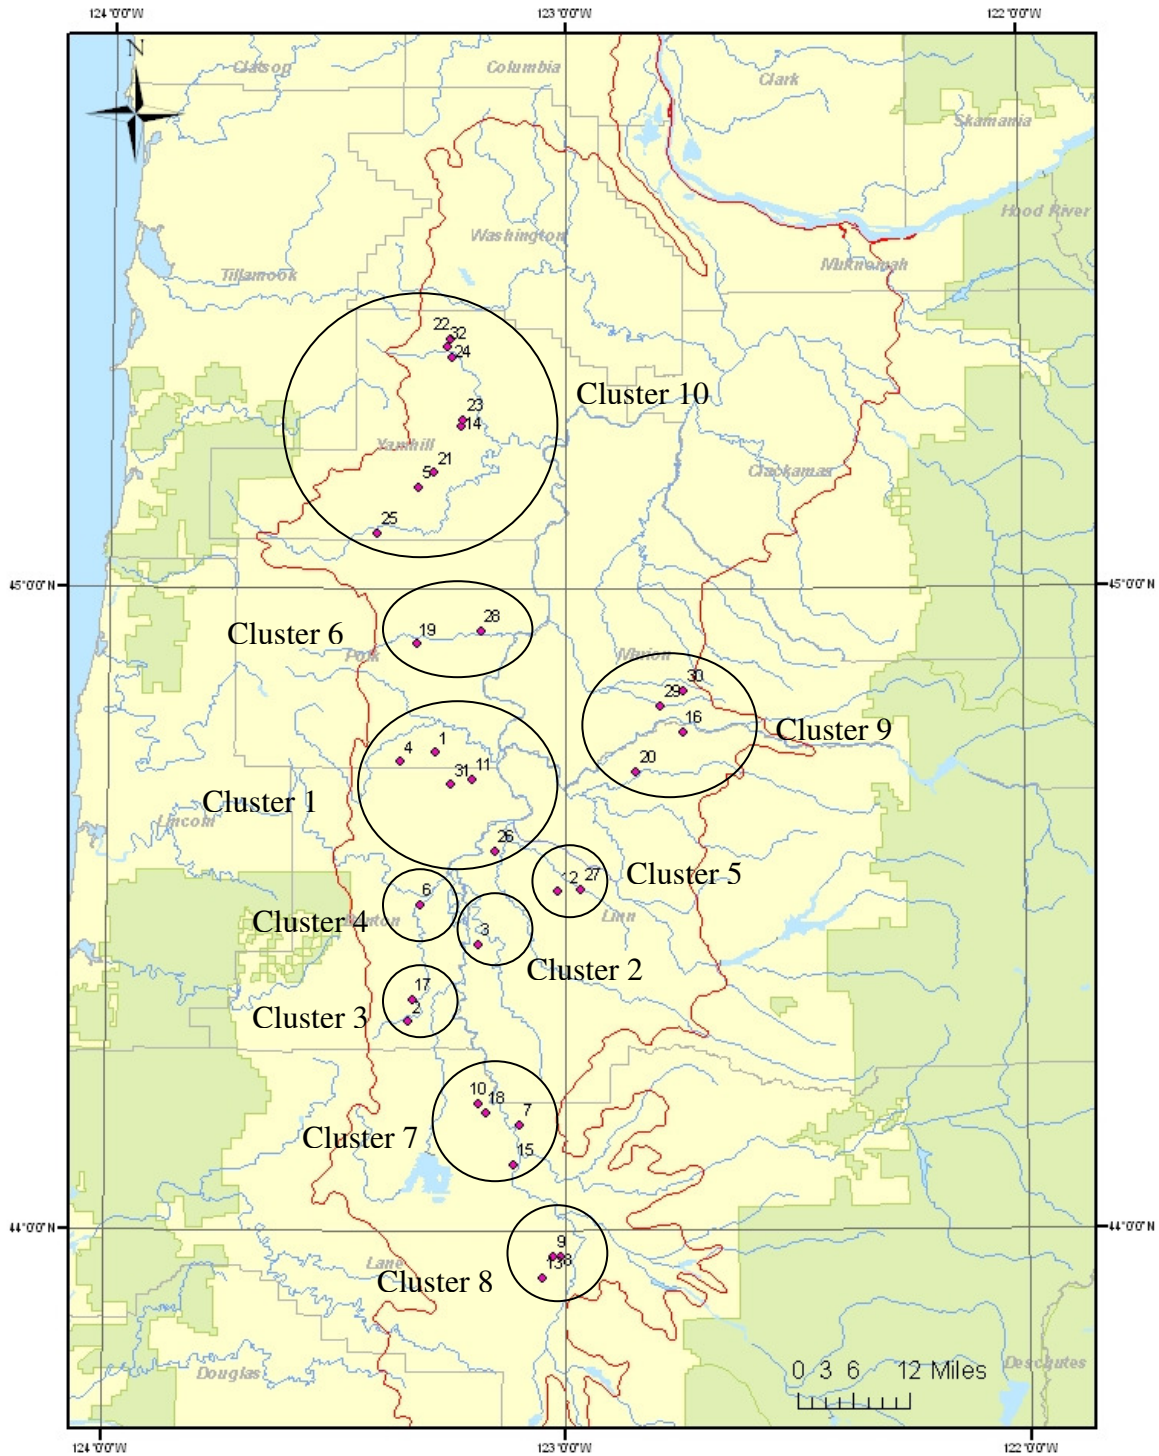 124°0'0"W 123°0'0"W 122°0'0"W
N
Clatsop Columbia Clark
Skamania
Hood River
Washington
Tillamook Multnomah
22 32
24
Cluster 10
23
14
Yamhill
21
5
Clackamas
25
45°0'0"N 45°0'0"N
28
19
Cluster 6
Polk Marion
30
29
16
Cluster 9
1
4
11
31
20
Cluster 1
Lincoln
26
27
12
Cluster 5
6
Cluster 4
Benton
Linn
3
Cluster 2
17
2
Cluster 3
10
18
7
Cluster 7
15
44°0'0"N 44°0'0"N
9
13 8
Lane
Cluster 8
Douglas
0 3 6 12 Miles
Deschutes
124°0'0"W 123°0'0"W 122°0'0"W